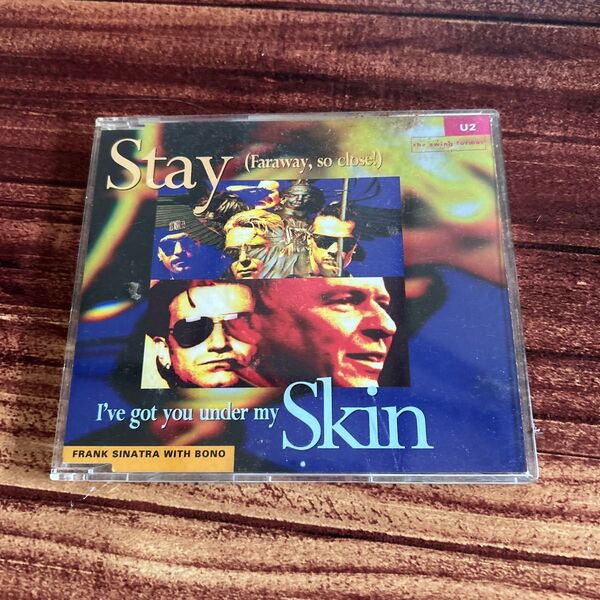 U2
the swing format
Stay (Faraway, so close!)
I've got you under my Skin
FRANK SINATRA WITH BONO